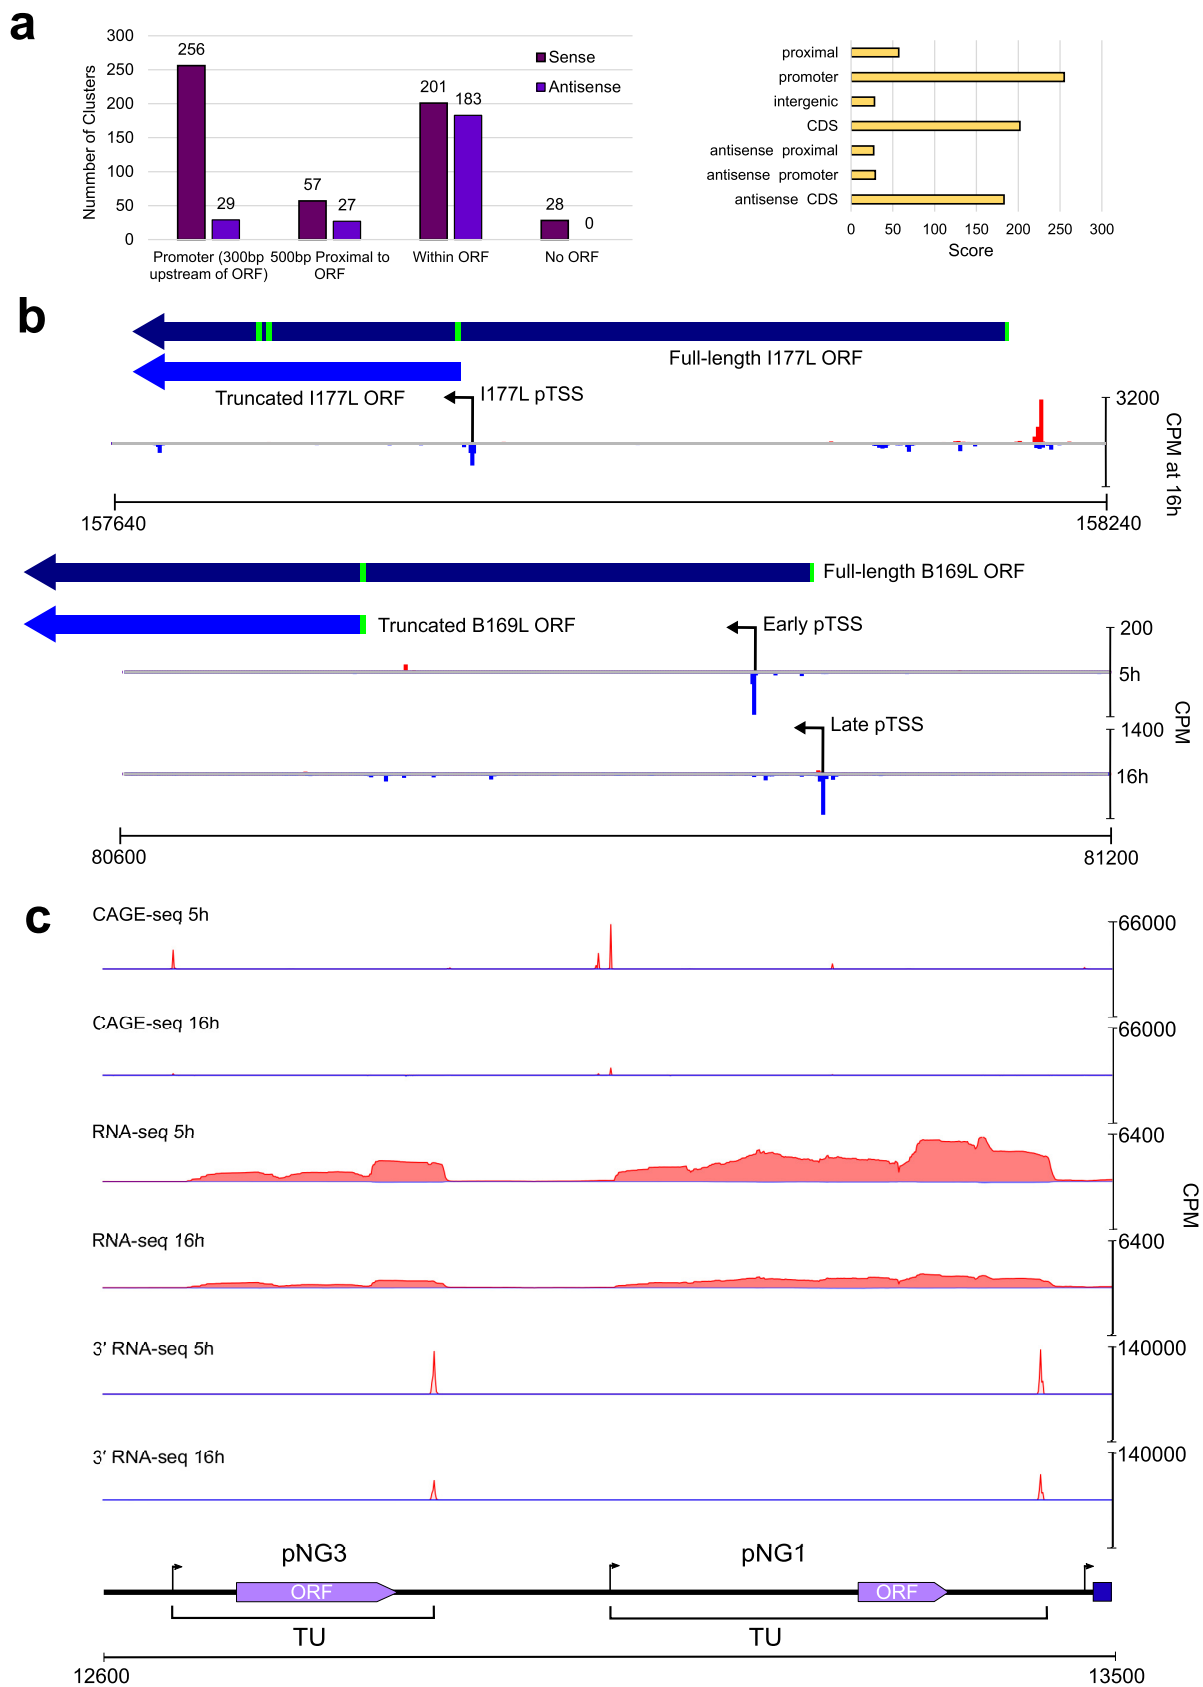 a
300
250
200
150
100
50
0
Nummber of Clusters
256
29
57
27
201
183
28
0
Sense
Antisense
Promoter (300bp upstream of ORF)
500bp Proximal to ORF
Within ORF
No ORF
proximal
promoter
intergenic
CDS
antisense proximal
antisense promoter
antisense CDS
0 50 100 150 200 250 300
Score
b
Full-length I177L ORF
Truncated I177L ORF
I177L pTSS
3200
CPM at 16h
157640
158240
Full-length B169L ORF
Truncated B169L ORF
Early pTSS
200
5h
Late pTSS
1400
16h
CPM
80600
81200
c
CAGE-seq 5h
66000
CAGE-seq 16h
66000
RNA-seq 5h
6400
CPM
RNA-seq 16h
6400
3′ RNA-seq 5h
140000
3′ RNA-seq 16h
140000
pNG3
pNG1
ORF
ORF
TU
TU
12600
13500